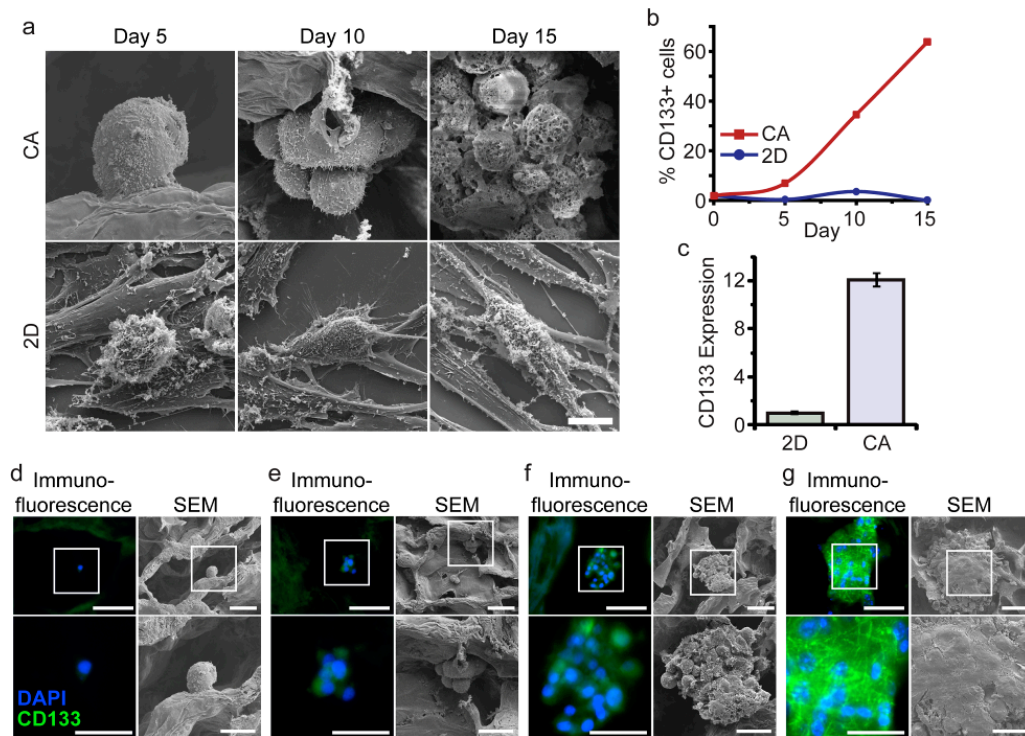 a
Day 5 Day 10 Day 15
CA
2D
b
% CD133+ cells
60
40
20
0
CA
2D
0 5 10 15
Day
c
CD133 Expression
12
8
4
0
2D CA
d Immuno-
fluorescence SEM
e Immuno-
fluorescence SEM
f Immuno-
fluorescence SEM
g Immuno-
fluorescence SEM
DAPI
CD133